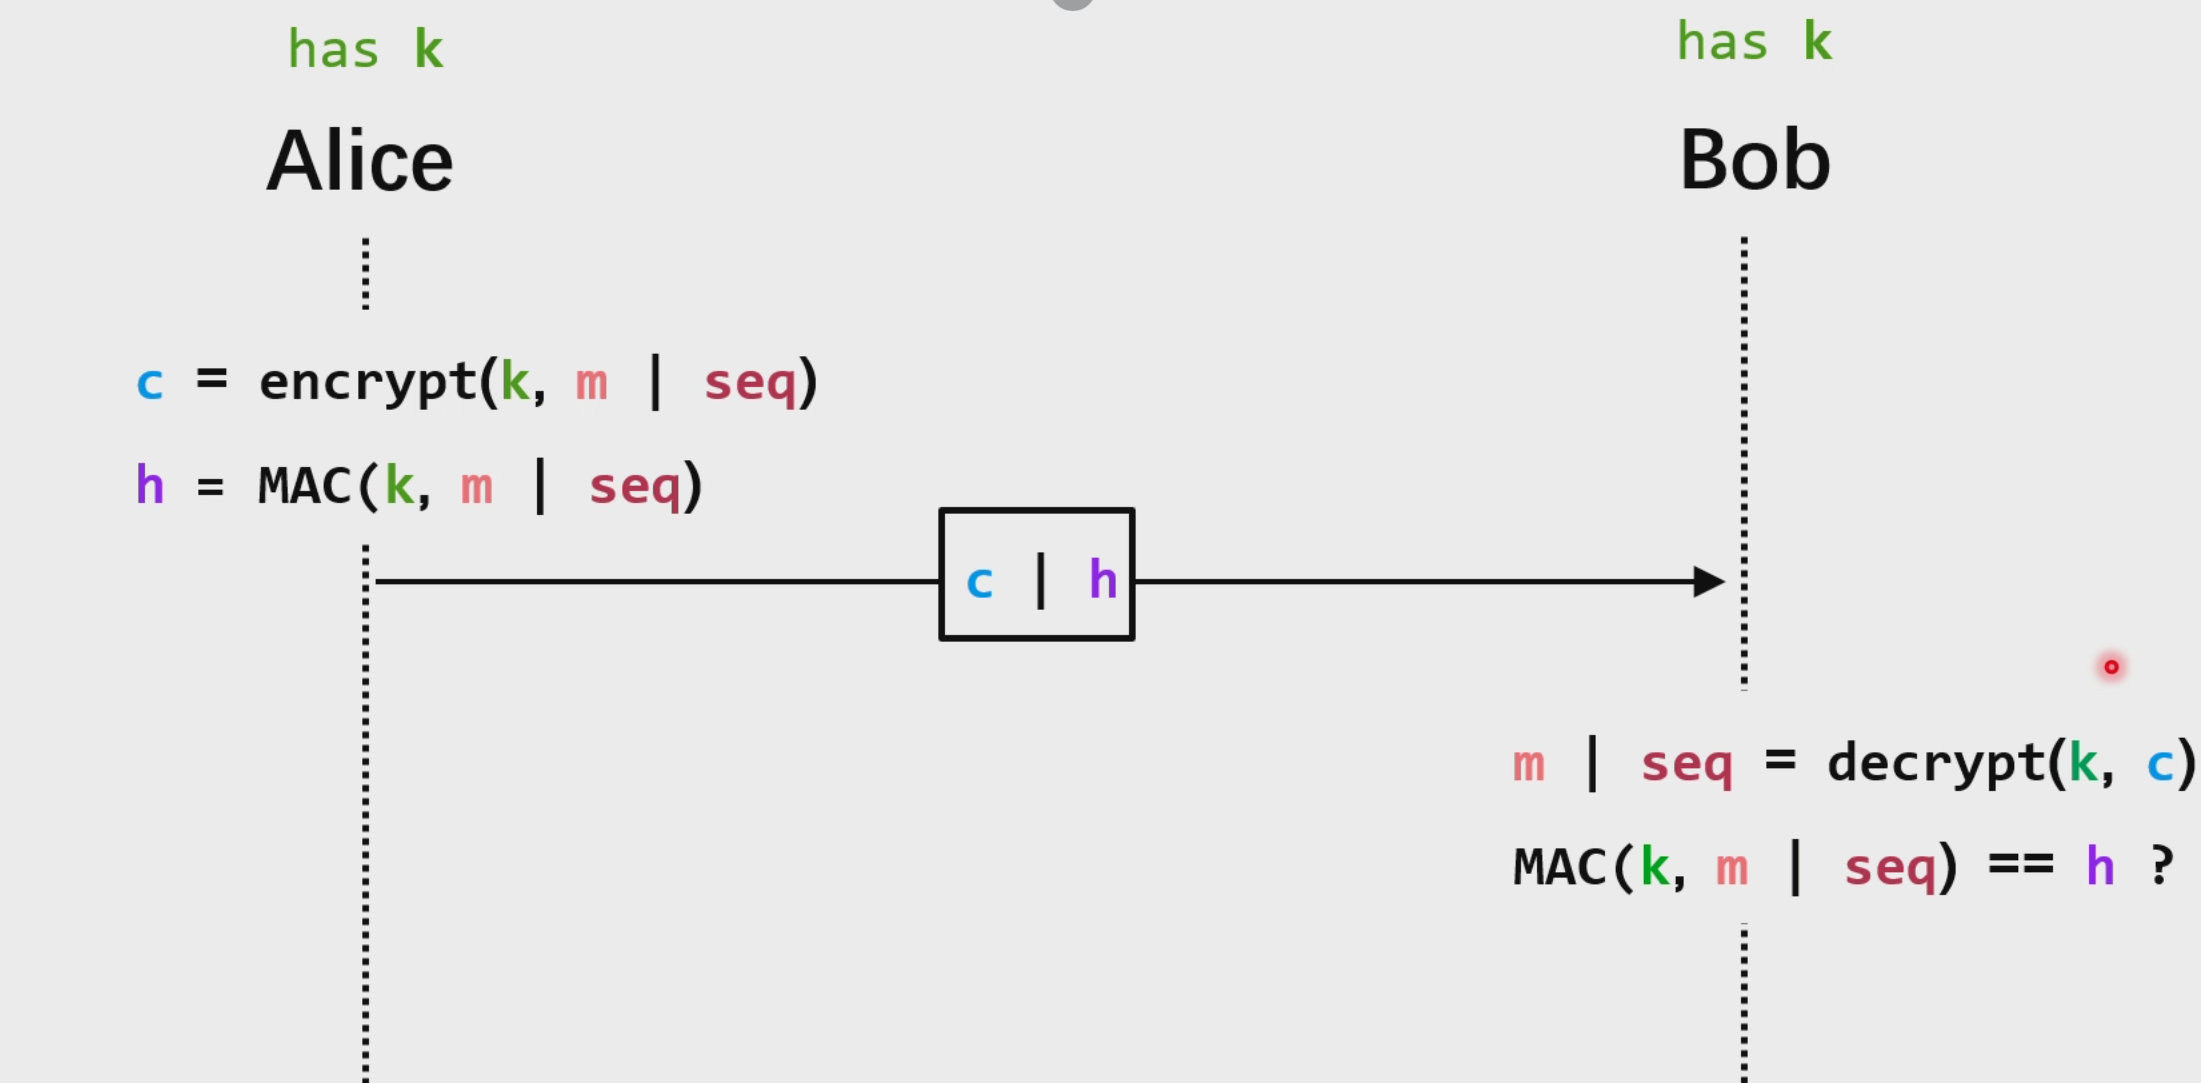 has k
has k
Alice
Bob
c = encrypt(k, m | seq)
h = MAC(k, m | seq)
c | h
m | seq = decrypt(k, c)
MAC(k, m | seq) == h ?